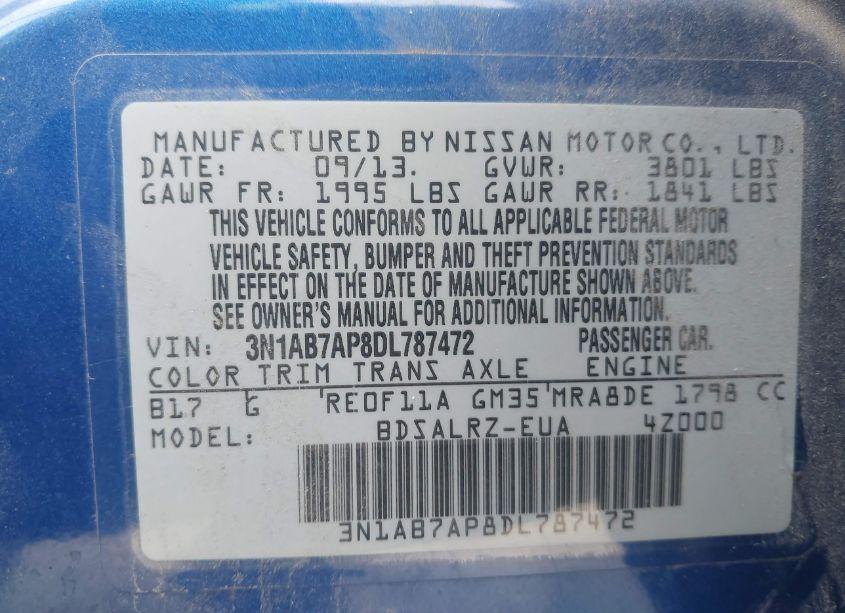 MANUFACTURED BY NISSAN MOTOR CO., LTD.
DATE: 09/13. GVWR: 3801 LBS
GAWR FR: 1995 LBS GAWR RR: 1841 LBS
THIS VEHICLE CONFORMS TO ALL APPLICABLE FEDERAL MOTOR
VEHICLE SAFETY, BUMPER AND THEFT PREVENTION STANDARDS
IN EFFECT ON THE DATE OF MANUFACTURE SHOWN ABOVE.
SEE OWNER'S MANUAL FOR ADDITIONAL INFORMATION.
VIN: 3N1AB7AP8DL787472 PASSENGER CAR.
COLOR TRIM TRANS AXLE ENGINE
B17 G RE0F11A GM35 MRA8DE 1798 CC
MODEL: BDSALRZ-EUA 4Z000
3N1AB7AP8DL787472